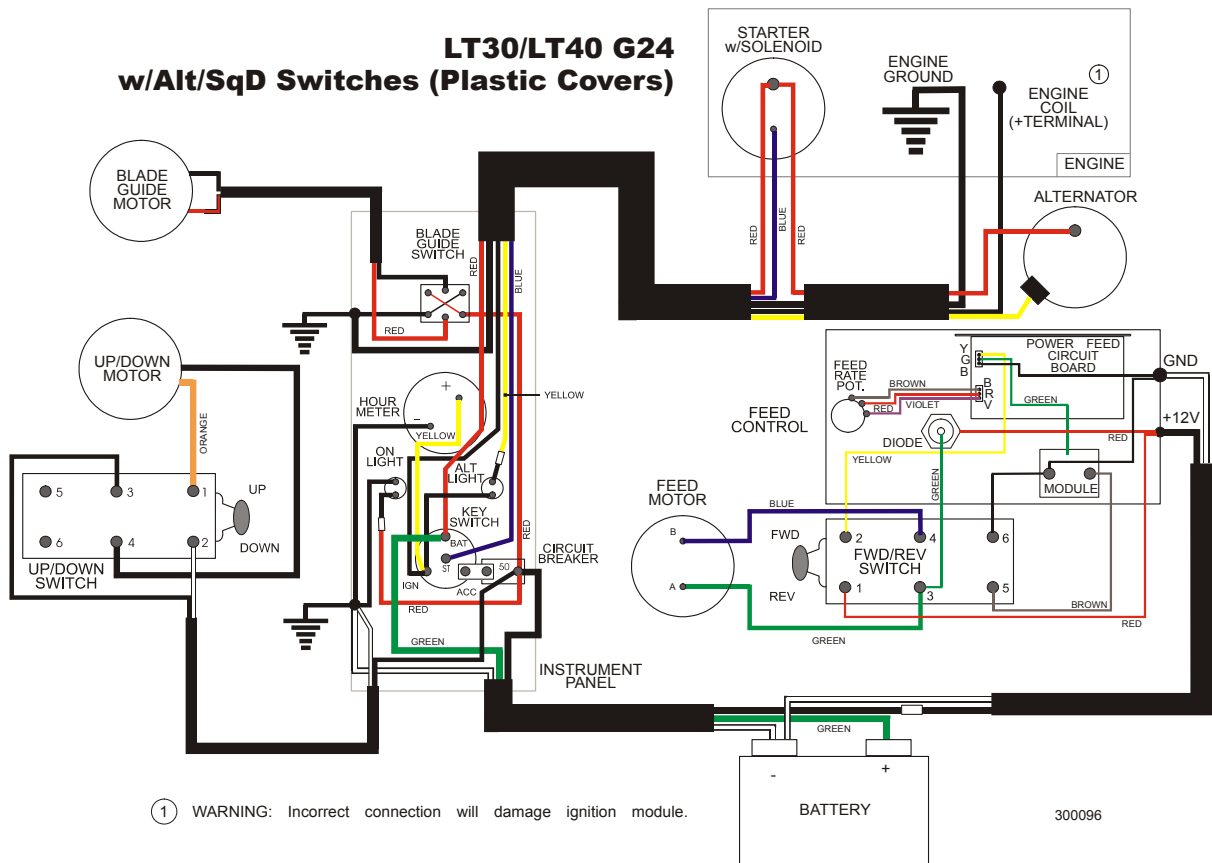 LT30/LT40 G24
w/Alt/SqD Switches (Plastic Covers)
STARTER
w/SOLENOID
ENGINE
GROUND
1
ENGINE
COIL
(+TERMINAL)
ENGINE
RED
BLUE
RED
ALTERNATOR
BLADE
GUIDE
MOTOR
BLADE
GUIDE
SWITCH
RED
BLUE
RED
UP/DOWN
MOTOR
ORANGE
HOUR
METER
+
-
YELLOW
YELLOW
ON
LIGHT
ALT
LIGHT
KEY
SWITCH
BAT
ST
IGN
ACC
RED
CIRCUIT
BREAKER
50
RED
GREEN
INSTRUMENT
PANEL
5
3
1
UP
6
4
2
DOWN
UP/DOWN
SWITCH
FEED
CONTROL
FEED
RATE
POT.
BROWN
RED
VIOLET
Y
G
B
B
R
V
POWER FEED
CIRCUIT
BOARD
GND
GREEN
+12V
DIODE
RED
YELLOW
GREEN
MODULE
FEED
MOTOR
B
A
BLUE
FWD
REV
2
4
6
FWD/REV
SWITCH
1
3
5
BROWN
RED
GREEN
GREEN
-
+
BATTERY
1 WARNING: Incorrect connection will damage ignition module.
300096